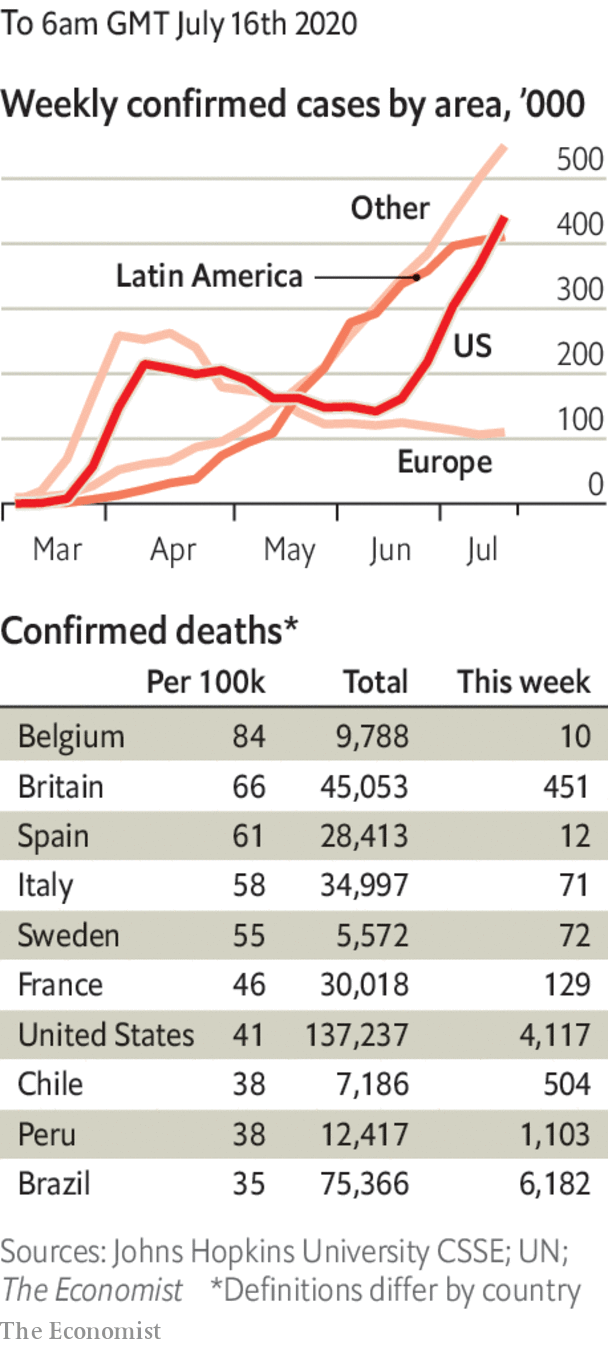 To 6am GMT July 16th 2020
Weekly confirmed cases by area, ’000
500
Other
400
Latin America
300
US
200
100
Europe
0
Mar Apr May Jun Jul
Confirmed deaths*
Per 100k Total This week
Belgium 84 9,788 10
Britain 66 45,053 451
Spain 61 28,413 12
Italy 58 34,997 71
Sweden 55 5,572 72
France 46 30,018 129
United States 41 137,237 4,117
Chile 38 7,186 504
Peru 38 12,417 1,103
Brazil 35 75,366 6,182
Sources: Johns Hopkins University CSSE; UN;
The Economist *Definitions differ by country
The Economist